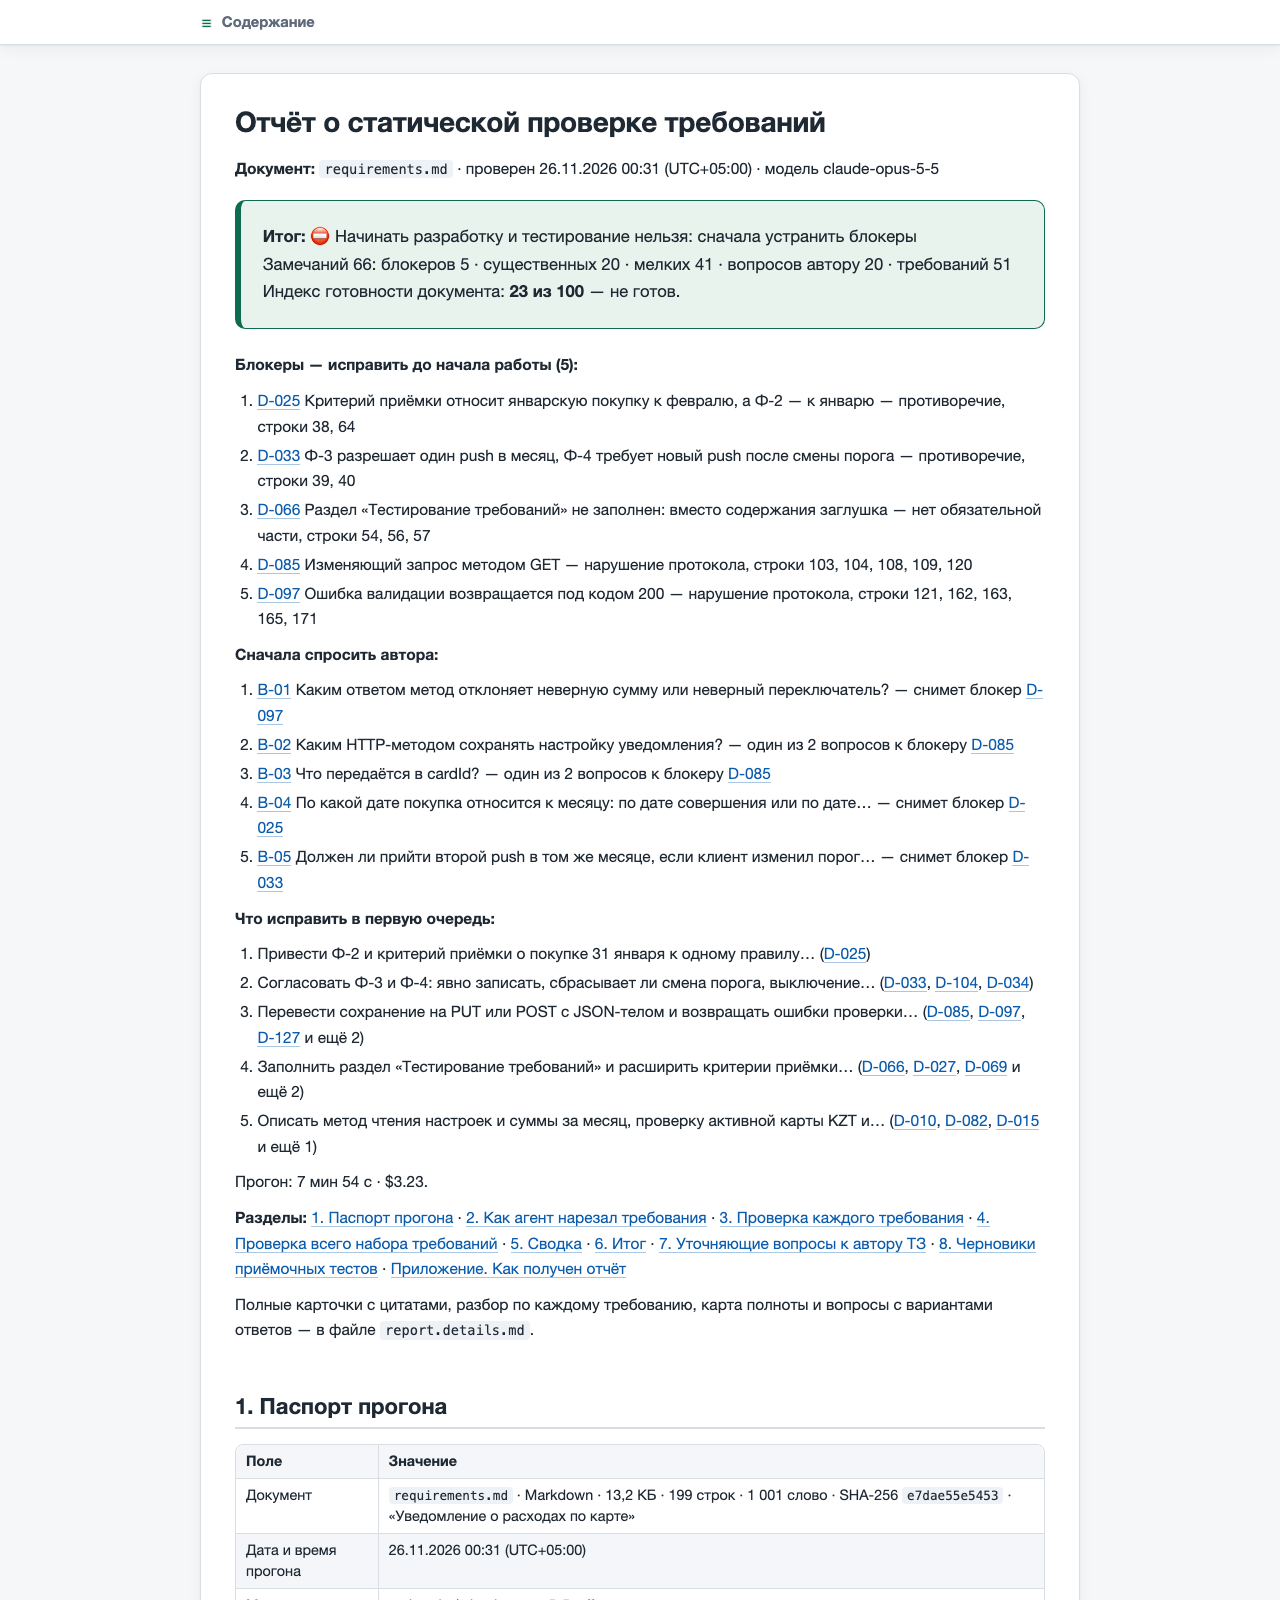 ≡ Содержание
Отчёт о статической проверке требований
Документ: requirements.md · проверен 26.11.2026 00:31 (UTC+05:00) · модель claude-opus-5-5
Итог: ⛔ Начинать разработку и тестирование нельзя: сначала устранить блокеры
Замечаний 66: блокеров 5 · существенных 20 · мелких 41 · вопросов автору 20 · требований 51
Индекс готовности документа: 23 из 100 — не готов.
Блокеры — исправить до начала работы (5):
1. D-025 Критерий приёмки относит январскую покупку к февралю, а Ф-2 — к январю — противоречие,
строки 38, 64
2. D-033 Ф-3 разрешает один push в месяц, Ф-4 требует новый push после смены порога — противоречие,
строки 39, 40
3. D-066 Раздел «Тестирование требований» не заполнен: вместо содержания заглушка — нет обязательной
части, строки 54, 56, 57
4. D-085 Изменяющий запрос методом GET — нарушение протокола, строки 103, 104, 108, 109, 120
5. D-097 Ошибка валидации возвращается под кодом 200 — нарушение протокола, строки 121, 162, 163,
165, 171
Сначала спросить автора:
1. В-01 Каким ответом метод отклоняет неверную сумму или неверный переключатель? — снимет блокер D-
097
2. В-02 Каким HTTP-методом сохранять настройку уведомления? — один из 2 вопросов к блокеру D-085
3. В-03 Что передаётся в cardId? — один из 2 вопросов к блокеру D-085
4. В-04 По какой дате покупка относится к месяцу: по дате совершения или по дате… — снимет блокер D-
025
5. В-05 Должен ли прийти второй push в том же месяце, если клиент изменил порог… — снимет блокер D-
033
Что исправить в первую очередь:
1. Привести Ф-2 и критерий приёмки о покупке 31 января к одному правилу… (D-025)
2. Согласовать Ф-3 и Ф-4: явно записать, сбрасывает ли смена порога, выключение… (D-033, D-104, D-034)
3. Перевести сохранение на PUT или POST с JSON-телом и возвращать ошибки проверки… (D-085, D-097,
D-127 и ещё 2)
4. Заполнить раздел «Тестирование требований» и расширить критерии приёмки… (D-066, D-027, D-069 и
ещё 2)
5. Описать метод чтения настроек и суммы за месяц, проверку активной карты KZT и… (D-010, D-082, D-015
и ещё 1)
Прогон: 7 мин 54 с · $3.23.
Разделы: 1. Паспорт прогона · 2. Как агент нарезал требования · 3. Проверка каждого требования · 4.
Проверка всего набора требований · 5. Сводка · 6. Итог · 7. Уточняющие вопросы к автору ТЗ · 8. Черновики
приёмочных тестов · Приложение. Как получен отчёт
Полные карточки с цитатами, разбор по каждому требованию, карта полноты и вопросы с вариантами
ответов — в файле report.details.md.
1. Паспорт прогона
Поле Значение
Документ requirements.md · Markdown · 13,2 КБ · 199 строк · 1 001 слово · SHA-256 e7dae55e5453 ·
«Уведомление о расходах по карте»
Дата и время 26.11.2026 00:31 (UTC+05:00)
прогона